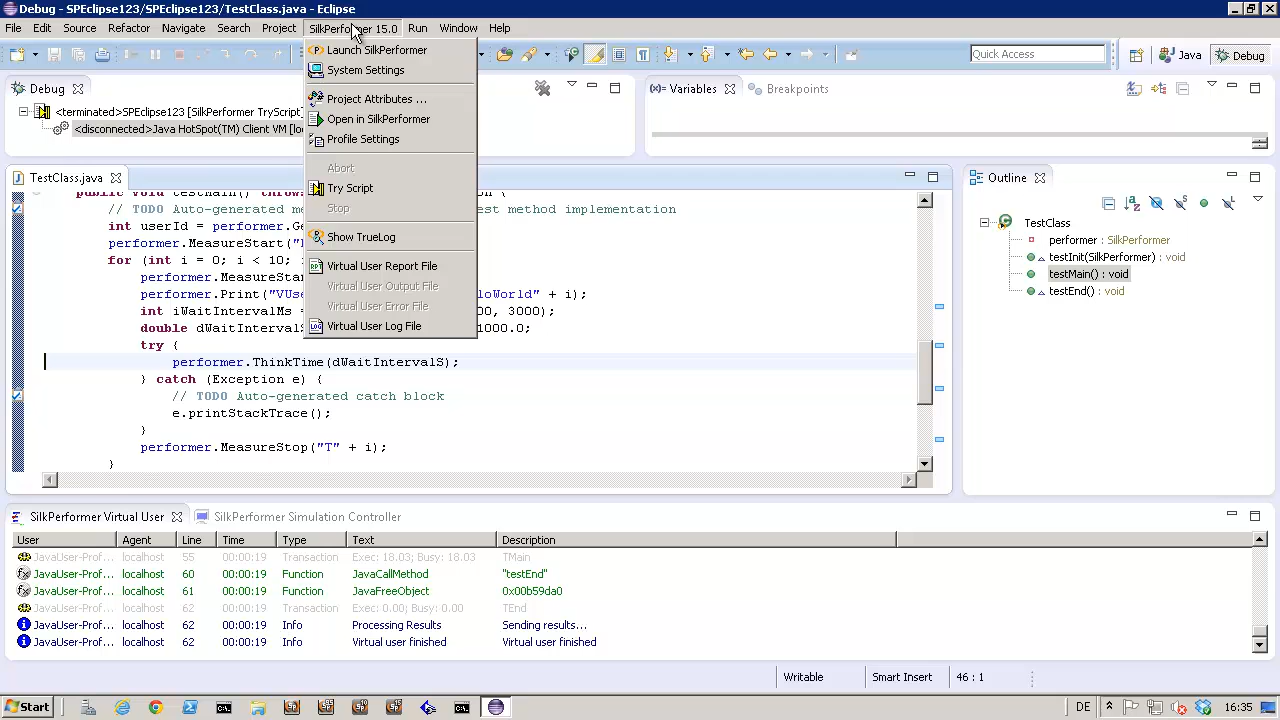 Debug - SPEclipse123/SPEclipse123/TestClass.java - Eclipse
File Edit Source Refactor Navigate Search Project SilkPerformer 15.0 Run Window Help
Launch SilkPerformer
System Settings
Project Attributes ...
Open in SilkPerformer
Profile Settings
Abort
Try Script
Stop
Show TrueLog
Virtual User Report File
Virtual User Output File
Virtual User Error File
Virtual User Log File
Quick Access
Java
Debug
Debug
<terminated>SPEclipse123 [SilkPerformer TryScript]
<disconnected>Java HotSpot(TM) Client VM [lo
(x)= Variables
Breakpoints
TestClass.java
public void testMain() throws
n {
// TODO Auto-generated me
est method implementation
int userId = performer.Ge
performer.MeasureStart("
for (int i = 0; i < 10; i
performer.MeasureStar
performer.Print("VUse
loWorld" + i);
int iWaitIntervalMs =
00, 3000);
double dWaitIntervalS
1000.0;
try {
performer.ThinkTime(dWaitIntervalS);
} catch (Exception e) {
// TODO Auto-generated catch block
e.printStackTrace();
}
performer.MeasureStop("T" + i);
}
Outline
TestClass
performer : SilkPerformer
testInit(SilkPerformer) : void
testMain() : void
testEnd() : void
SilkPerformer Virtual User
SilkPerformer Simulation Controller
User Agent Line Time Type Text Description
JavaUser-Prof... localhost 55 00:00:19 Transaction Exec: 18.03; Busy: 18.03 TMain
JavaUser-Prof... localhost 60 00:00:19 Function JavaCallMethod "testEnd"
JavaUser-Prof... localhost 61 00:00:19 Function JavaFreeObject 0x00b59da0
JavaUser-Prof... localhost 62 00:00:19 Transaction Exec: 0.00; Busy: 0.00 TEnd
JavaUser-Prof... localhost 62 00:00:19 Info Processing Results Sending results...
JavaUser-Prof... localhost 62 00:00:19 Info Virtual user finished Virtual user finished
Writable Smart Insert 46 : 1
Start
DE 16:35